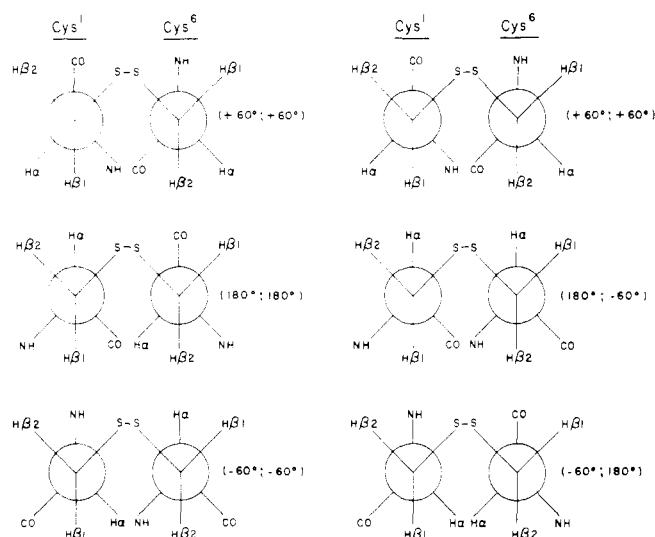 Cys¹ Cys⁶ Cys¹ Cys⁶
Hβ2 CO S-S NH Hβ1 (+60°; +60°)
Hα Hβ1 NH CO Hβ2 Hα
Hβ2 CO S-S NH Hβ1 (+60°; +60°)
Hα Hβ1 NH CO Hβ2 Hα
Hβ2 Hα S-S CO Hβ1 (180°; 180°)
NH Hβ1 CO Hα Hβ2 NH
Hβ2 Hα S-S Hα Hβ1 (180°; -60°)
NH Hβ1 CO NH Hβ2 CO
Hβ2 NH S-S Hα Hβ1 (-60°; -60°)
CO Hβ1 Hα NH Hβ2 CO
Hβ2 NH S-S CO Hβ1 (-60°; 180°)
CO Hβ1 Hα Hα Hβ2 NH